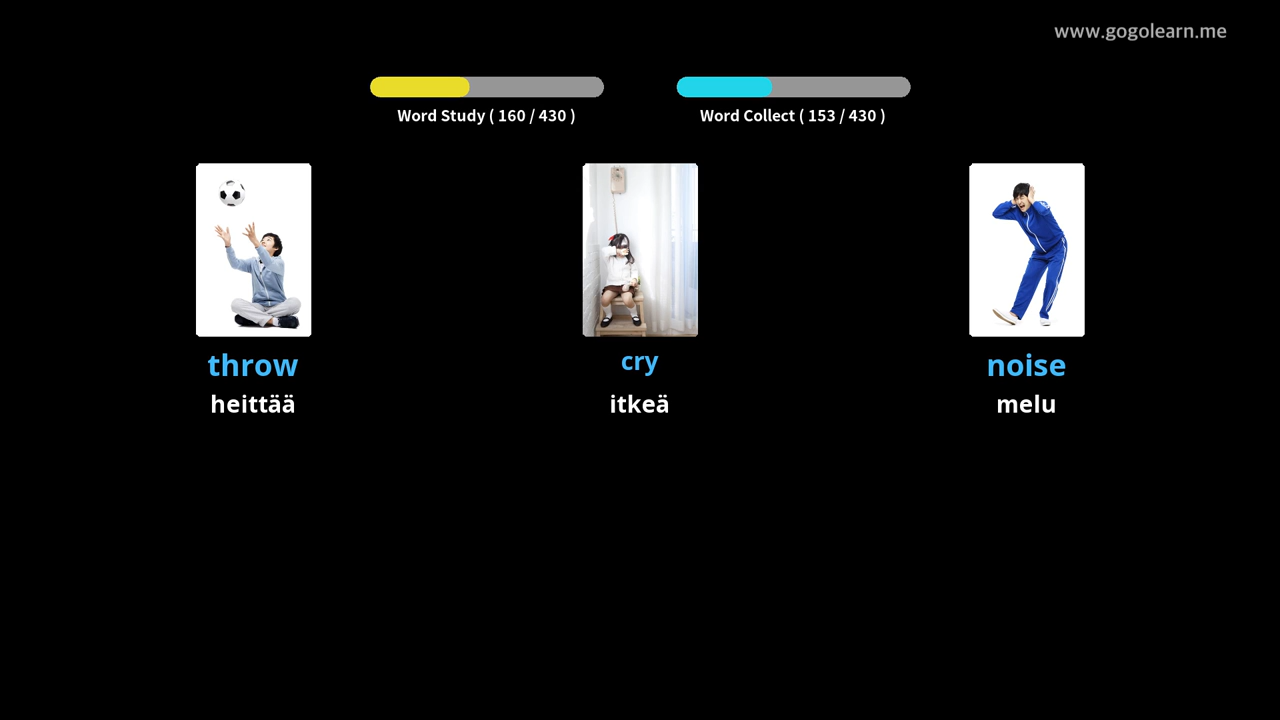 www.gogolearn.me
Word Study ( 160 / 430 )
Word Collect ( 153 / 430 )
throw
cry
noise
heittää
itkeä
melu